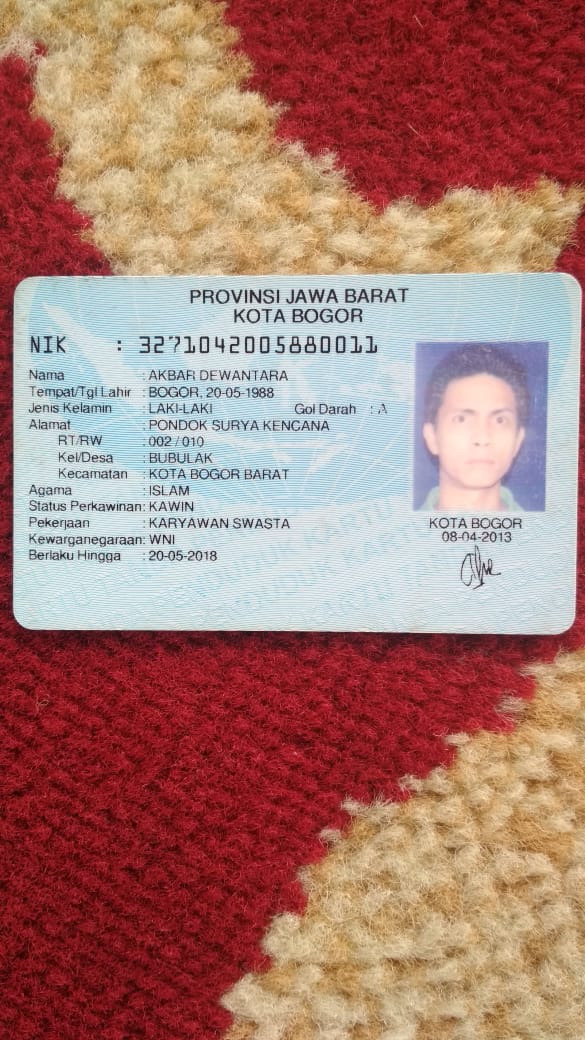 PROVINSI JAWA BARAT
KOTA BOGOR
NIK : 3271042005880011
Nama : AKBAR DEWANTARA
Tempat/Tgl Lahir : BOGOR, 20-05-1988
Jenis Kelamin : LAKI-LAKI Gol Darah : A
Alamat : PONDOK SURYA KENCANA
RT/RW : 002 / 010
Kel/Desa : BUBULAK
Kecamatan : KOTA BOGOR BARAT
Agama : ISLAM
Status Perkawinan: KAWIN
Pekerjaan : KARYAWAN SWASTA
Kewarganegaraan: WNI
Berlaku Hingga : 20-05-2018
KOTA BOGOR
08-04-2013